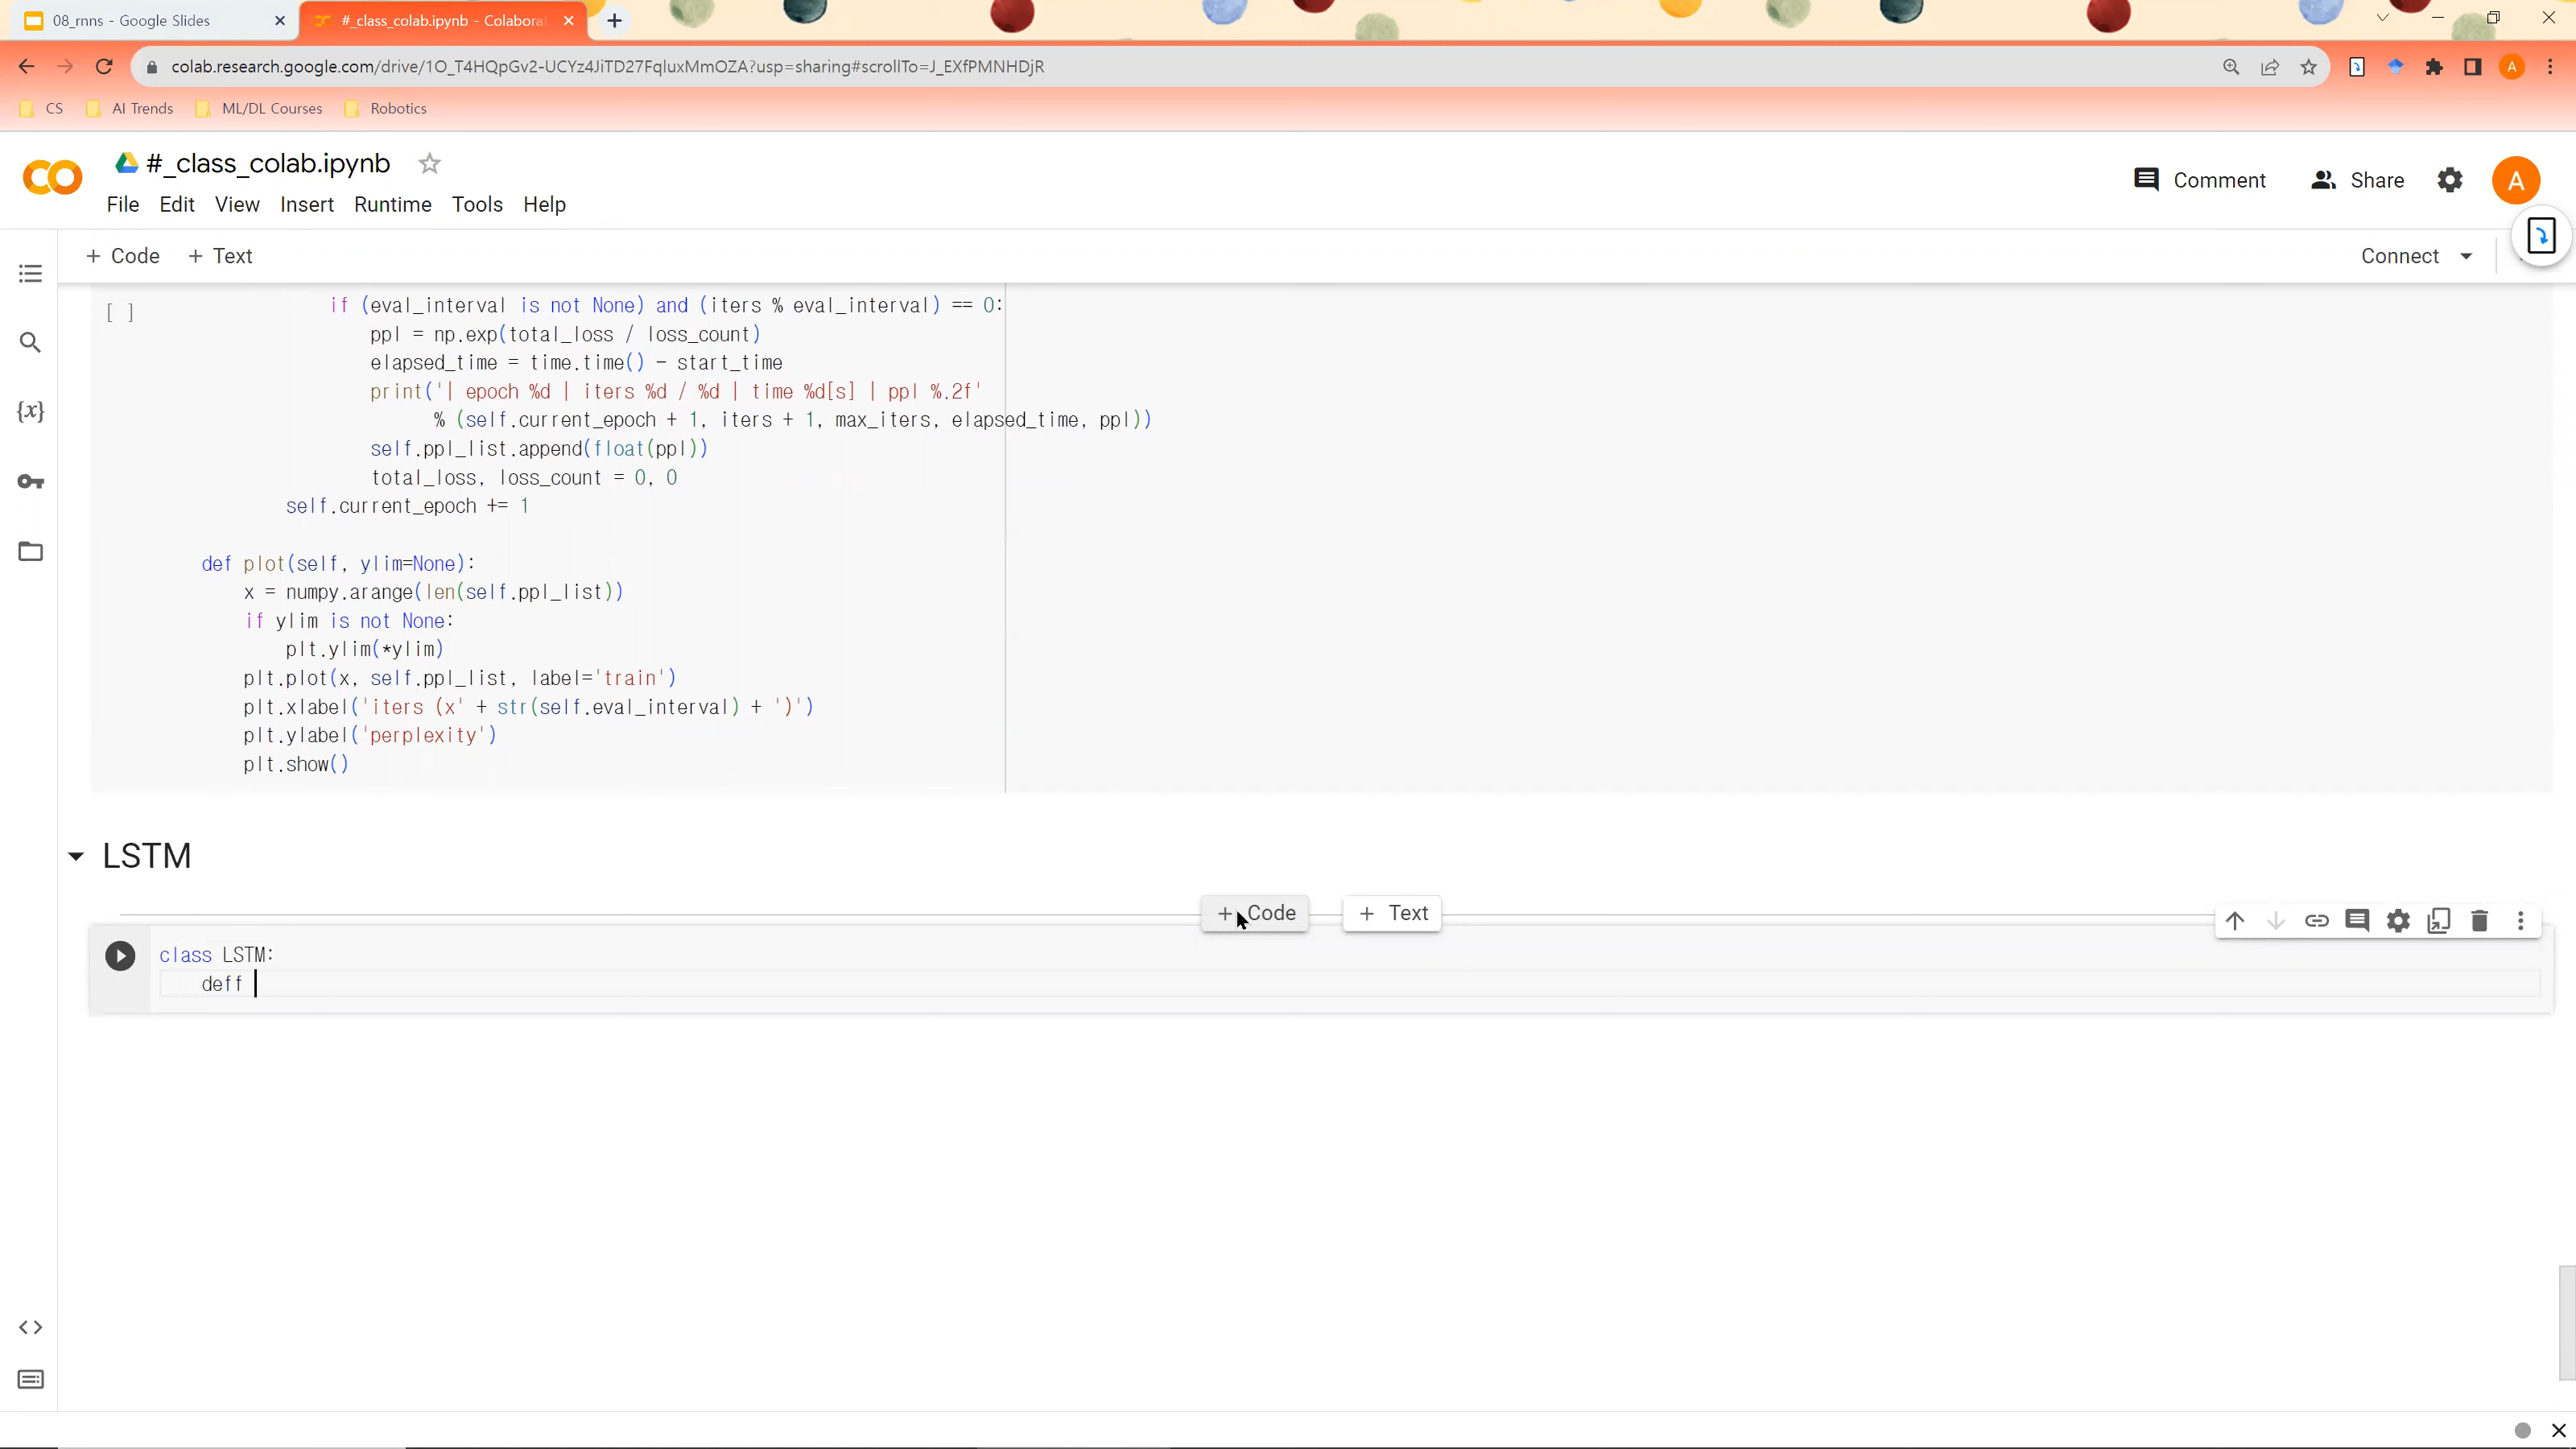 08_rnns - Google Slides
#_class_colab.ipynb - Colabora
colab.research.google.com/drive/1O_T4HQpGv2-UCYz4JiTD27FqluxMmOZA?usp=sharing#scrollTo=J_EXfPMNHDjR
A
CS
AI Trends
ML/DL Courses
Robotics
#_class_colab.ipynb
File Edit View Insert Runtime Tools Help
Comment
Share
A
+ Code + Text
Connect
[ ]
if (eval_interval is not None) and (iters % eval_interval) == 0:
ppl = np.exp(total_loss / loss_count)
elapsed_time = time.time() - start_time
print('| epoch %d | iters %d / %d | time %d[s] | ppl %.2f'
% (self.current_epoch + 1, iters + 1, max_iters, elapsed_time, ppl))
self.ppl_list.append(float(ppl))
total_loss, loss_count = 0, 0
self.current_epoch += 1
def plot(self, ylim=None):
x = numpy.arange(len(self.ppl_list))
if ylim is not None:
plt.ylim(*ylim)
plt.plot(x, self.ppl_list, label='train')
plt.xlabel('iters (x' + str(self.eval_interval) + ')')
plt.ylabel('perplexity')
plt.show()
LSTM
+ Code + Text
class LSTM:
deff